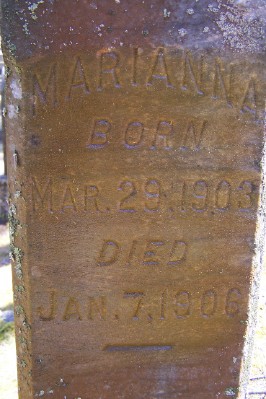 MARIANNA
BORN
MAR. 29, 1903
DIED
JAN. 7, 1906